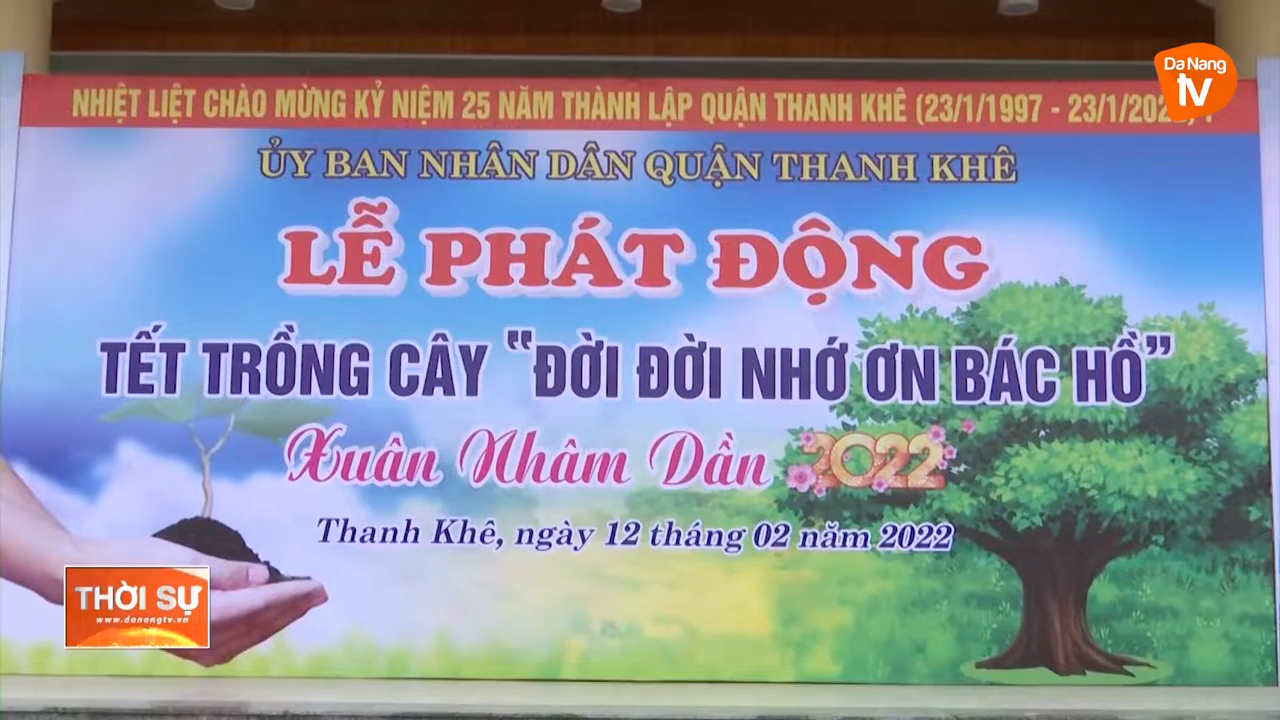 Da Nang
tv
NHIỆT LIỆT CHÀO MỪNG KỶ NIỆM 25 NĂM THÀNH LẬP QUẬN THANH KHÊ (23/1/1997 - 23/1/202
ỦY BAN NHÂN DÂN QUẬN THANH KHÊ
LỄ PHÁT ĐỘNG
TẾT TRỒNG CÂY "ĐỜI ĐỜI NHỚ ƠN BÁC HỒ"
Xuân Nhâm Dần 2022
Thanh Khê, ngày 12 tháng 02 năm 2022
THỜI SỰ
www.danangtv.vn